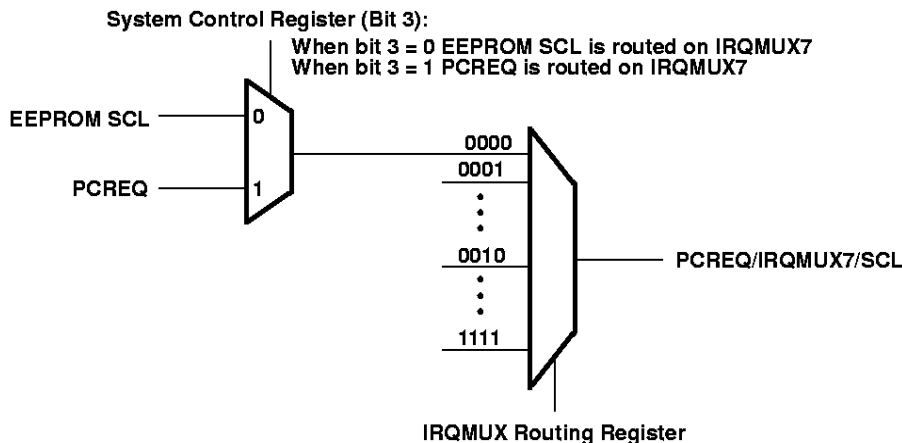 System Control Register (Bit 3):
When bit 3 = 0 EEPROM SCL is routed on IRQMUX7
When bit 3 = 1 PCREQ is routed on IRQMUX7
EEPROM SCL
0
PCREQ
1
0000
0001
0010
1111
PCREQ/IRQMUX7/SCL
IRQMUX Routing Register